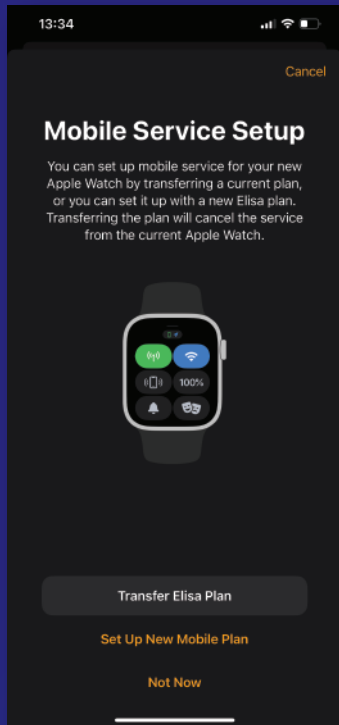 13:34
Cancel
Mobile Service Setup
You can set up mobile service for your new
Apple Watch by transferring a current plan,
or you can set it up with a new Elisa plan.
Transferring the plan will cancel the service
from the current Apple Watch.
100%
Transfer Elisa Plan
Set Up New Mobile Plan
Not Now